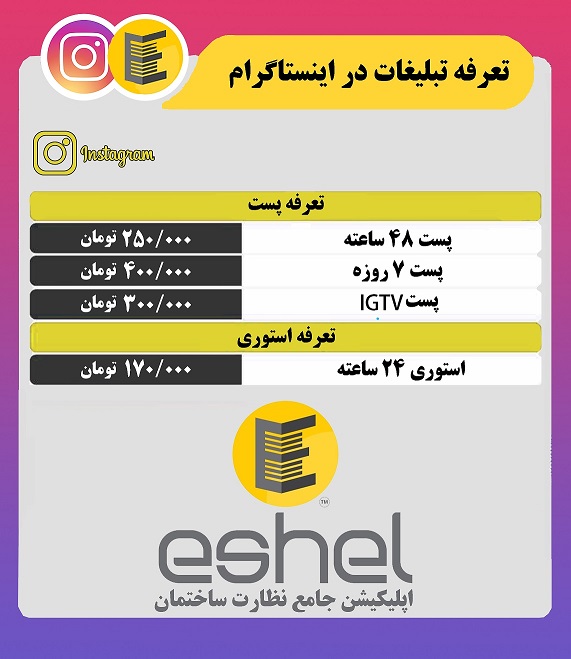 تعرفه تبلیغات در اینستاگرام
Instagram
تعرفه پست
پست ۴۸ ساعته ۲۵۰/۰۰۰ تومان
پست ۷ روزه ۴۰۰/۰۰۰ تومان
پست IGTV ۳۰۰/۰۰۰ تومان
تعرفه استوری
استوری ۲۴ ساعته ۱۷۰/۰۰۰ تومان
E
TM
eshel
اپلیکیشن جامع نظارت ساختمان